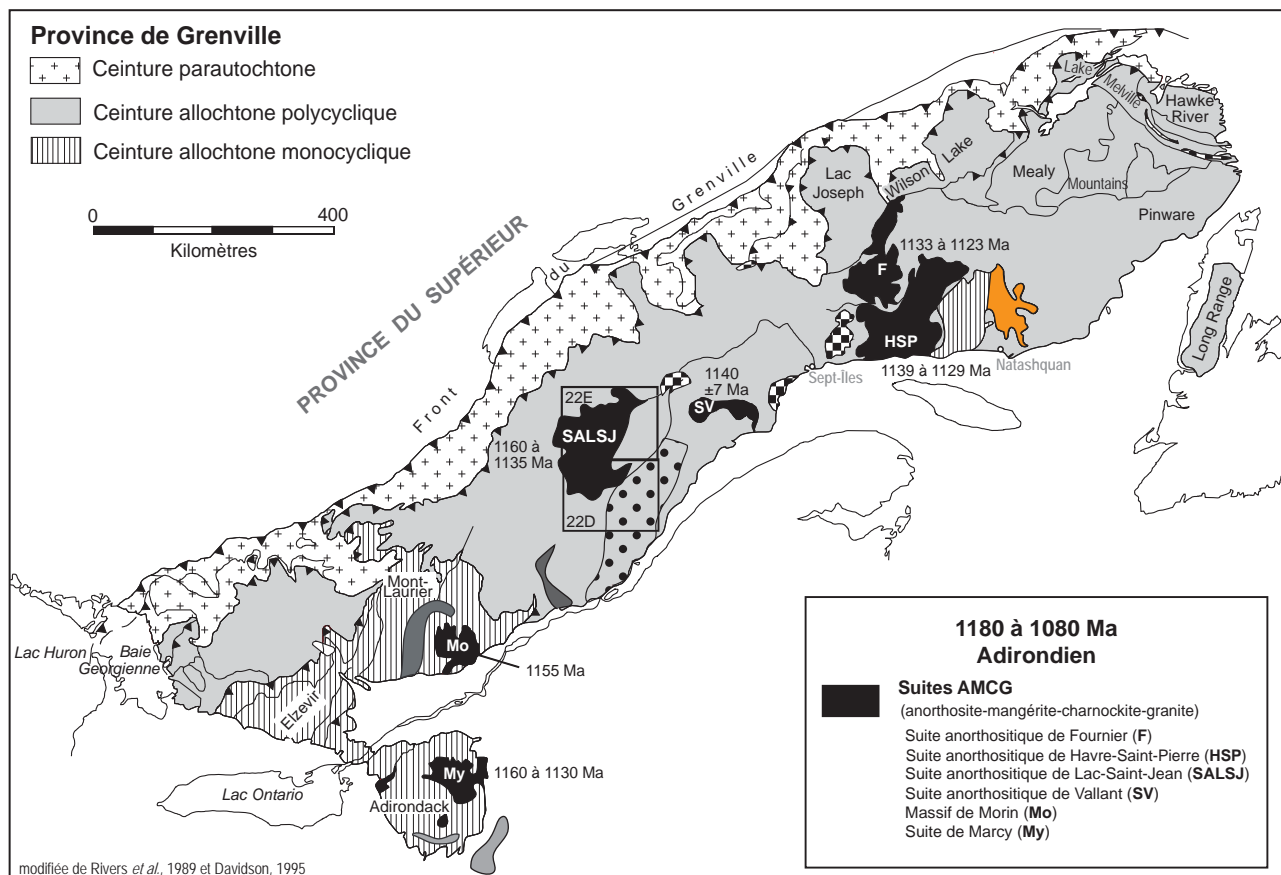 Province de Grenville
Ceinture parautochtone
Ceinture allochtone polycyclique
Ceinture allochtone monocyclique
0 400
Kilomètres
PROVINCE DU SUPÉRIEUR
Front du Grenville
Lac
Joseph
Wilson
Lake
Lake
Melville
Hawke
River
Mealy
Mountains
Pinware
Long Range
1133 à 1123 Ma
F
HSP
1139 à 1129 Ma
Natashquan
Sept-Îles
1140
±7 Ma
SV
22E
SALSJ
1160 à
1135 Ma
22D
Mont-
Laurier
Mo
1155 Ma
Lac Huron
Baie
Georgienne
Elzevir
My
1160 à 1130 Ma
Adirondack
Lac Ontario
1180 à 1080 Ma
Adirondien
Suites AMCG
(anorthosite-mangérite-charnockite-granite)
Suite anorthositique de Fournier (F)
Suite anorthositique de Havre-Saint-Pierre (HSP)
Suite anorthositique de Lac-Saint-Jean (SALSJ)
Suite anorthositique de Vallant (SV)
Massif de Morin (Mo)
Suite de Marcy (My)
modifiée de Rivers et al., 1989 et Davidson, 1995